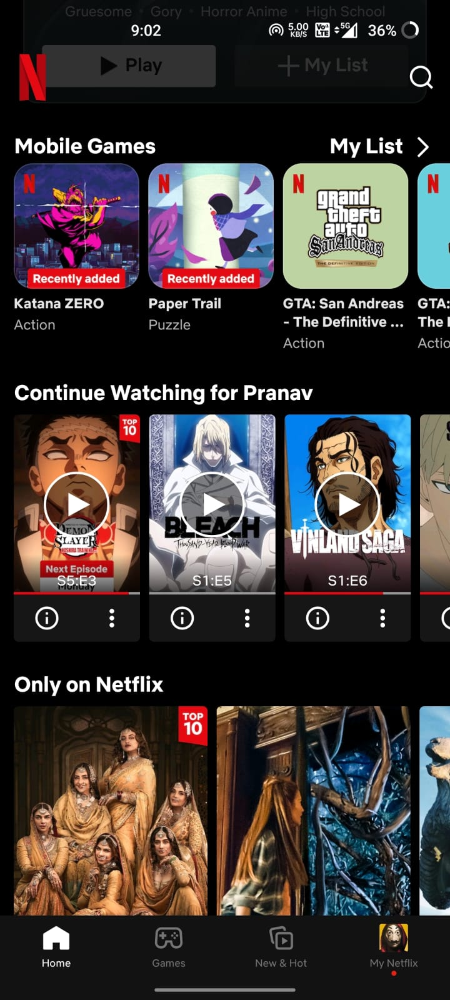 Gruesome • Gory • Horror Anime • High School
9:02
5.00 KB/S
VoLTE
5G
36%
N
Play
My List
Mobile Games
My List
N
N
grand theft auto
San Andreas
THE DEFINITIVE EDITION
N
N
Recently added
Recently added
Katana ZERO
Paper Trail
GTA: San Andreas - The Definitive ...
GTA:
The
Action
Puzzle
Action
Actio
Continue Watching for Pranav
TOP 10
DEMON SLAYER
HASHIRA TRAINING
BLEACH
THOUSAND-YEAR BLOOD WAR
VINLAND SAGA
Next Episode
Monday
S5:E3
S1:E5
S1:E6
Only on Netflix
TOP 10
Home
Games
New & Hot
My Netflix